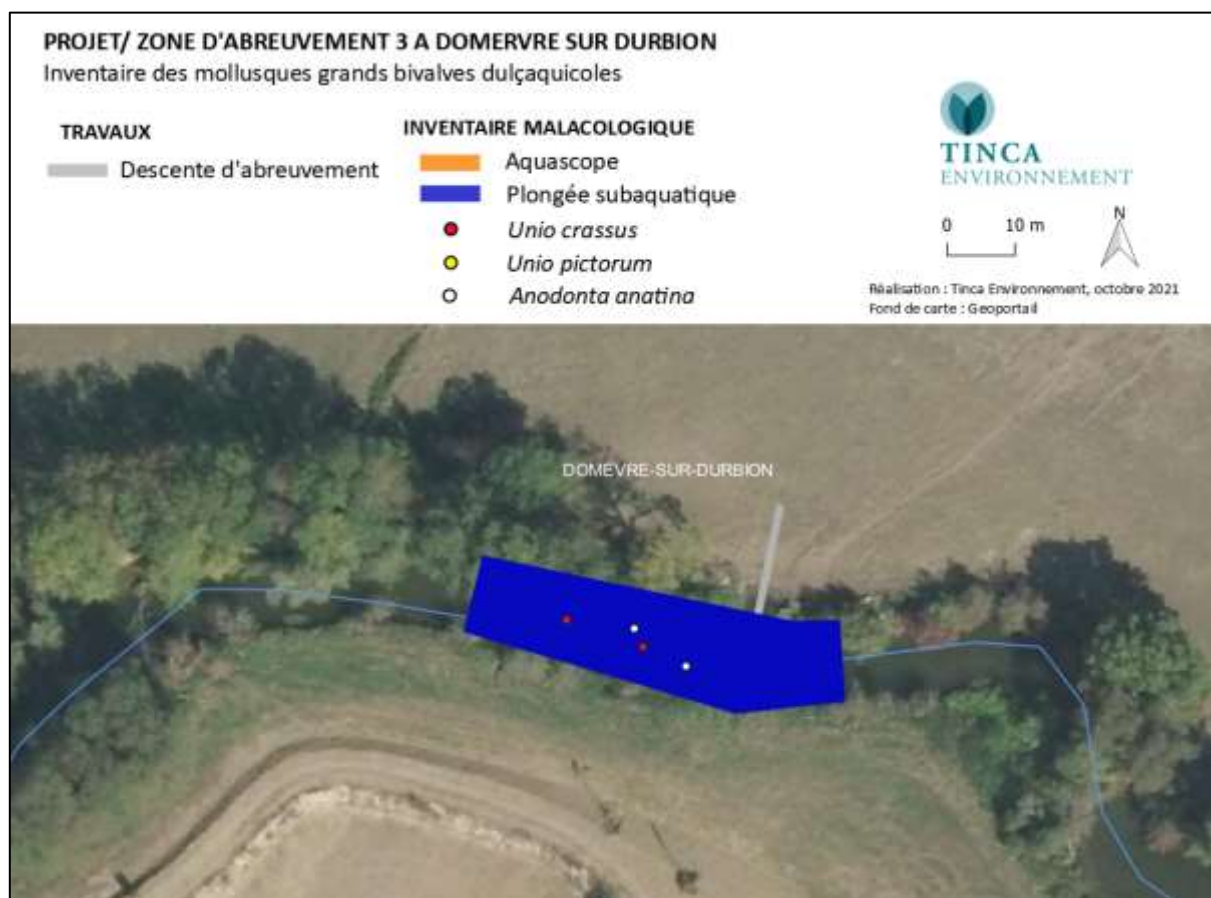 PROJET/ ZONE D'ABREUVEMENT 3 A DOMERVRE SUR DURBION
Inventaire des mollusques grands bivalves dulçaquicoles
TRAVAUX
Descente d'abreuvement
INVENTAIRE MALACOLOGIQUE
Aquascope
Plongée subaquatique
Unio crassus
Unio pictorum
Anodonta anatina
TINCA
ENVIRONNEMENT
0 10 m
N
Réalisation : Tinca Environnement, octobre 2021
Fond de carte : Geoportail
DOMEVRE-SUR-DURBION